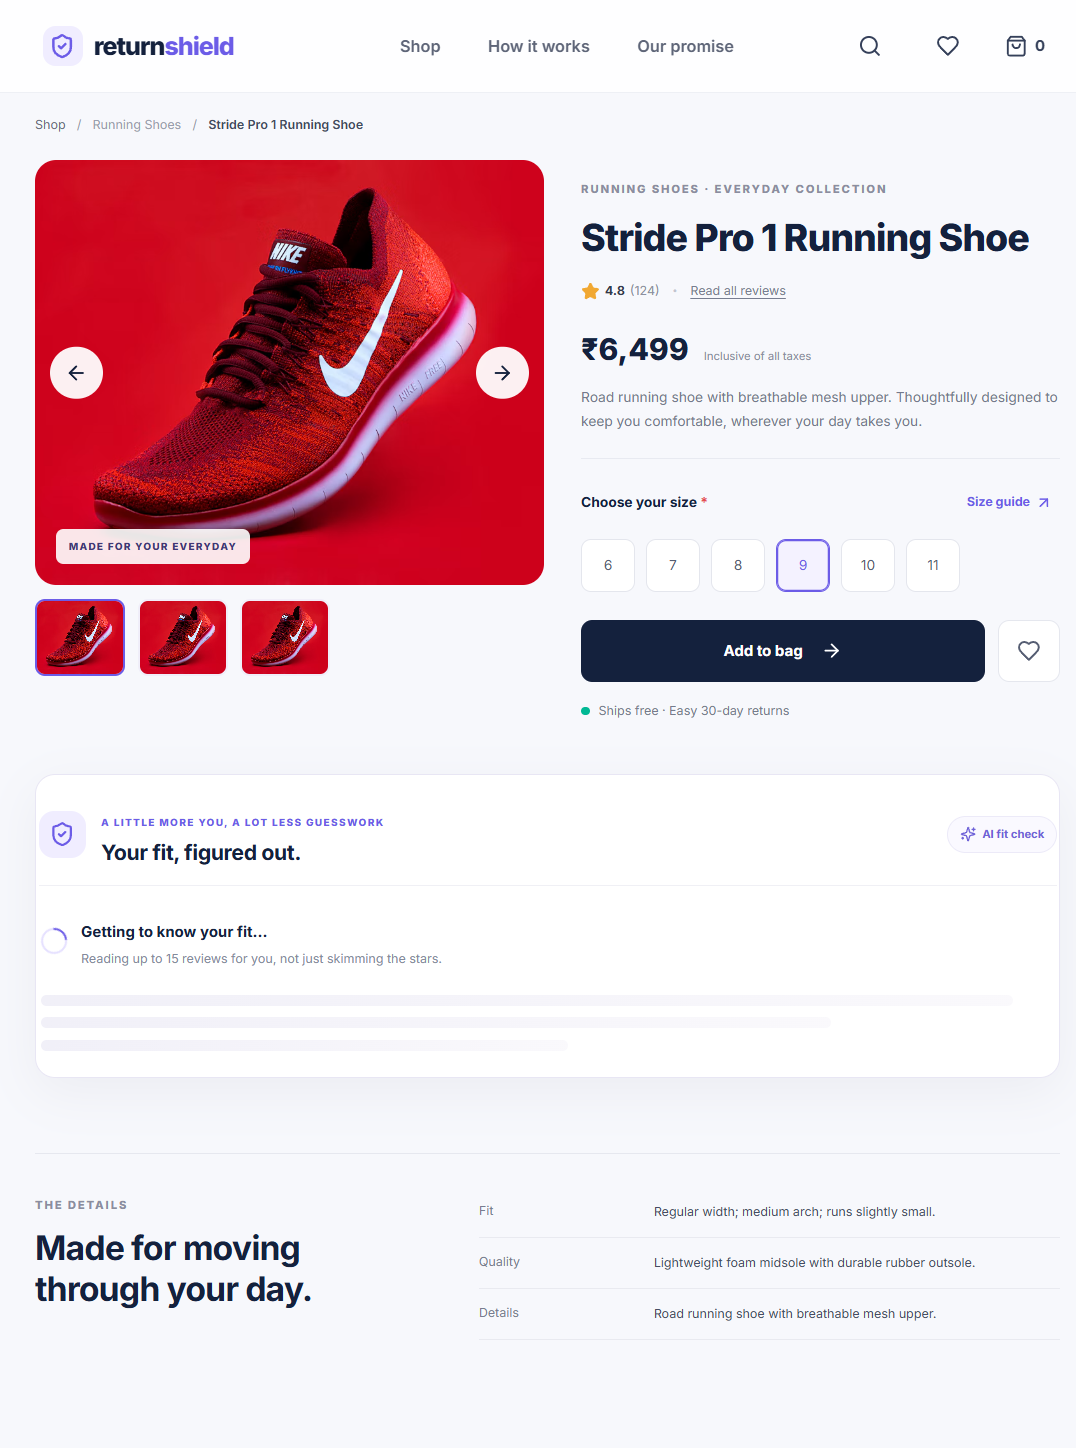 returnshield
Shop
How it works
Our promise
0
Shop / Running Shoes / Stride Pro 1 Running Shoe
NIKE
NIKE FREE
MADE FOR YOUR EVERYDAY
RUNNING SHOES · EVERYDAY COLLECTION
Stride Pro 1 Running Shoe
4.8 (124) • Read all reviews
₹6,499 Inclusive of all taxes
Road running shoe with breathable mesh upper. Thoughtfully designed to
keep you comfortable, wherever your day takes you.
Choose your size *
Size guide
6
7
8
9
10
11
Add to bag
Ships free · Easy 30-day returns
A LITTLE MORE YOU, A LOT LESS GUESSWORK
Your fit, figured out.
AI fit check
Getting to know your fit...
Reading up to 15 reviews for you, not just skimming the stars.
THE DETAILS
Made for moving
through your day.
Fit
Regular width; medium arch; runs slightly small.
Quality
Lightweight foam midsole with durable rubber outsole.
Details
Road running shoe with breathable mesh upper.